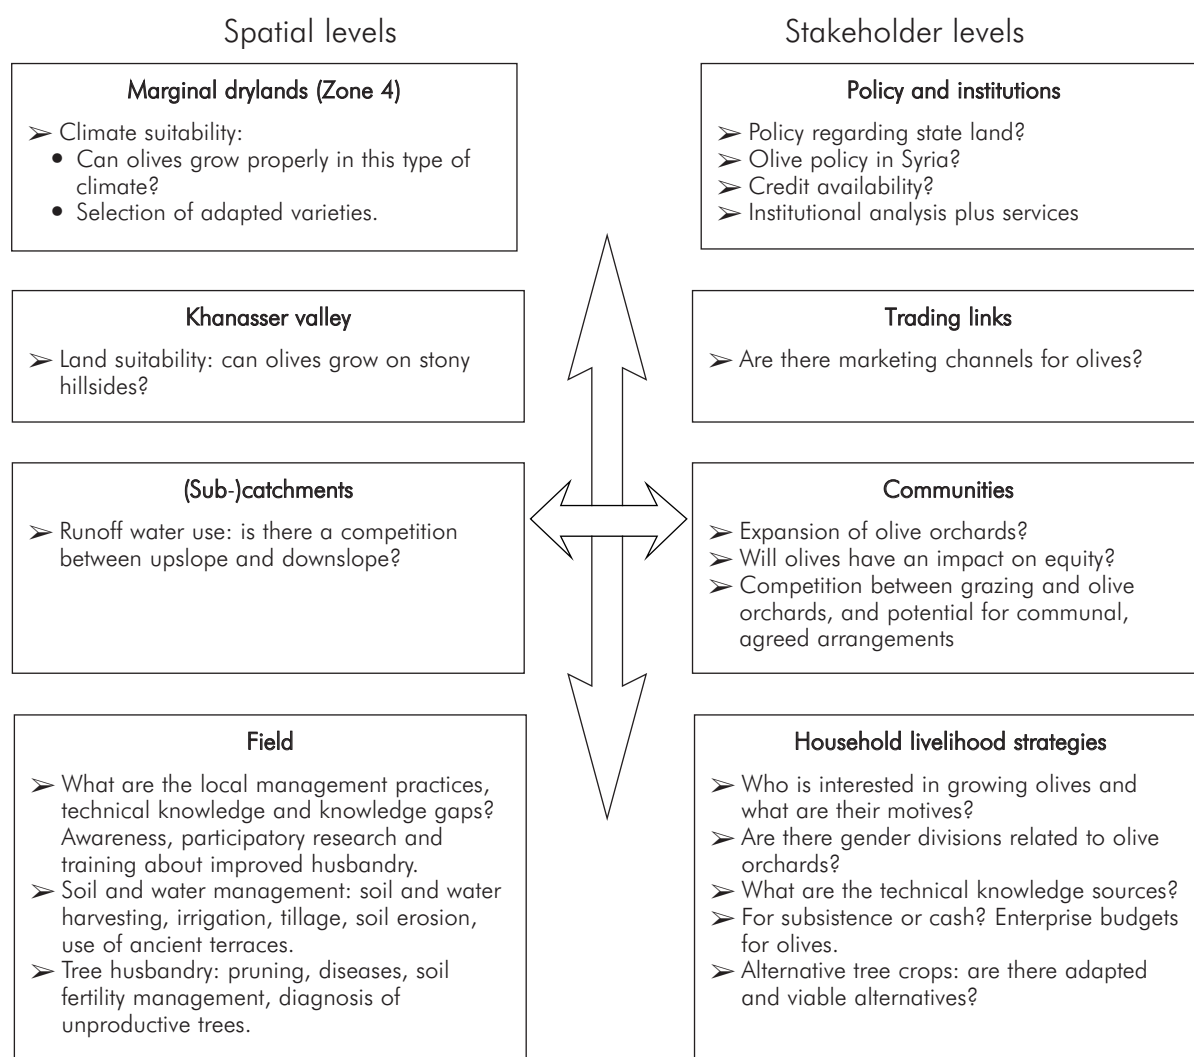 Spatial levels
Marginal drylands (Zone 4)
➢ Climate suitability:
• Can olives grow properly in this type of
climate?
• Selection of adapted varieties.
Khanasser valley
➢ Land suitability: can olives grow on stony
hillsides?
(Sub-)catchments
➢ Runoff water use: is there a competition
between upslope and downslope?
Field
➢ What are the local management practices,
technical knowledge and knowledge gaps?
Awareness, participatory research and
training about improved husbandry.
➢ Soil and water management: soil and water
harvesting, irrigation, tillage, soil erosion,
use of ancient terraces.
➢ Tree husbandry: pruning, diseases, soil
fertility management, diagnosis of
unproductive trees.
Stakeholder levels
Policy and institutions
➢ Policy regarding state land?
➢ Olive policy in Syria?
➢ Credit availability?
➢ Institutional analysis plus services
Trading links
➢ Are there marketing channels for olives?
Communities
➢ Expansion of olive orchards?
➢ Will olives have an impact on equity?
➢ Competition between grazing and olive
orchards, and potential for communal,
agreed arrangements
Household livelihood strategies
➢ Who is interested in growing olives and
what are their motives?
➢ Are there gender divisions related to olive
orchards?
➢ What are the technical knowledge sources?
➢ For subsistence or cash? Enterprise budgets
for olives.
➢ Alternative tree crops: are there adapted
and viable alternatives?